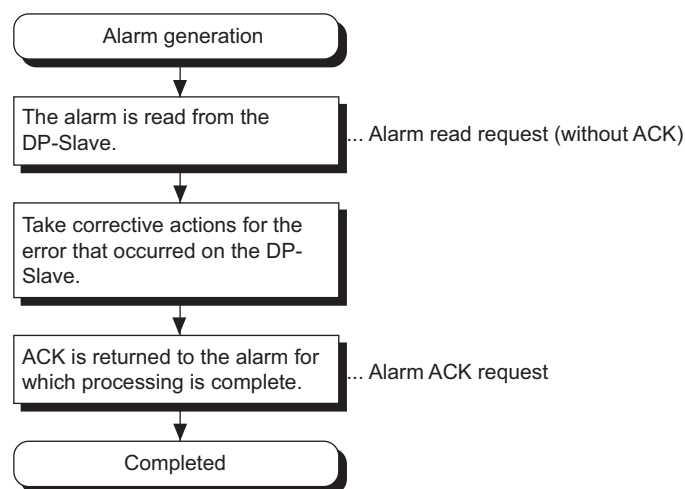 Alarm generation
The alarm is read from the
DP-Slave.
... Alarm read request (without ACK)
Take corrective actions for the
error that occurred on the DP-
Slave.
ACK is returned to the alarm for
which processing is complete.
... Alarm ACK request
Completed